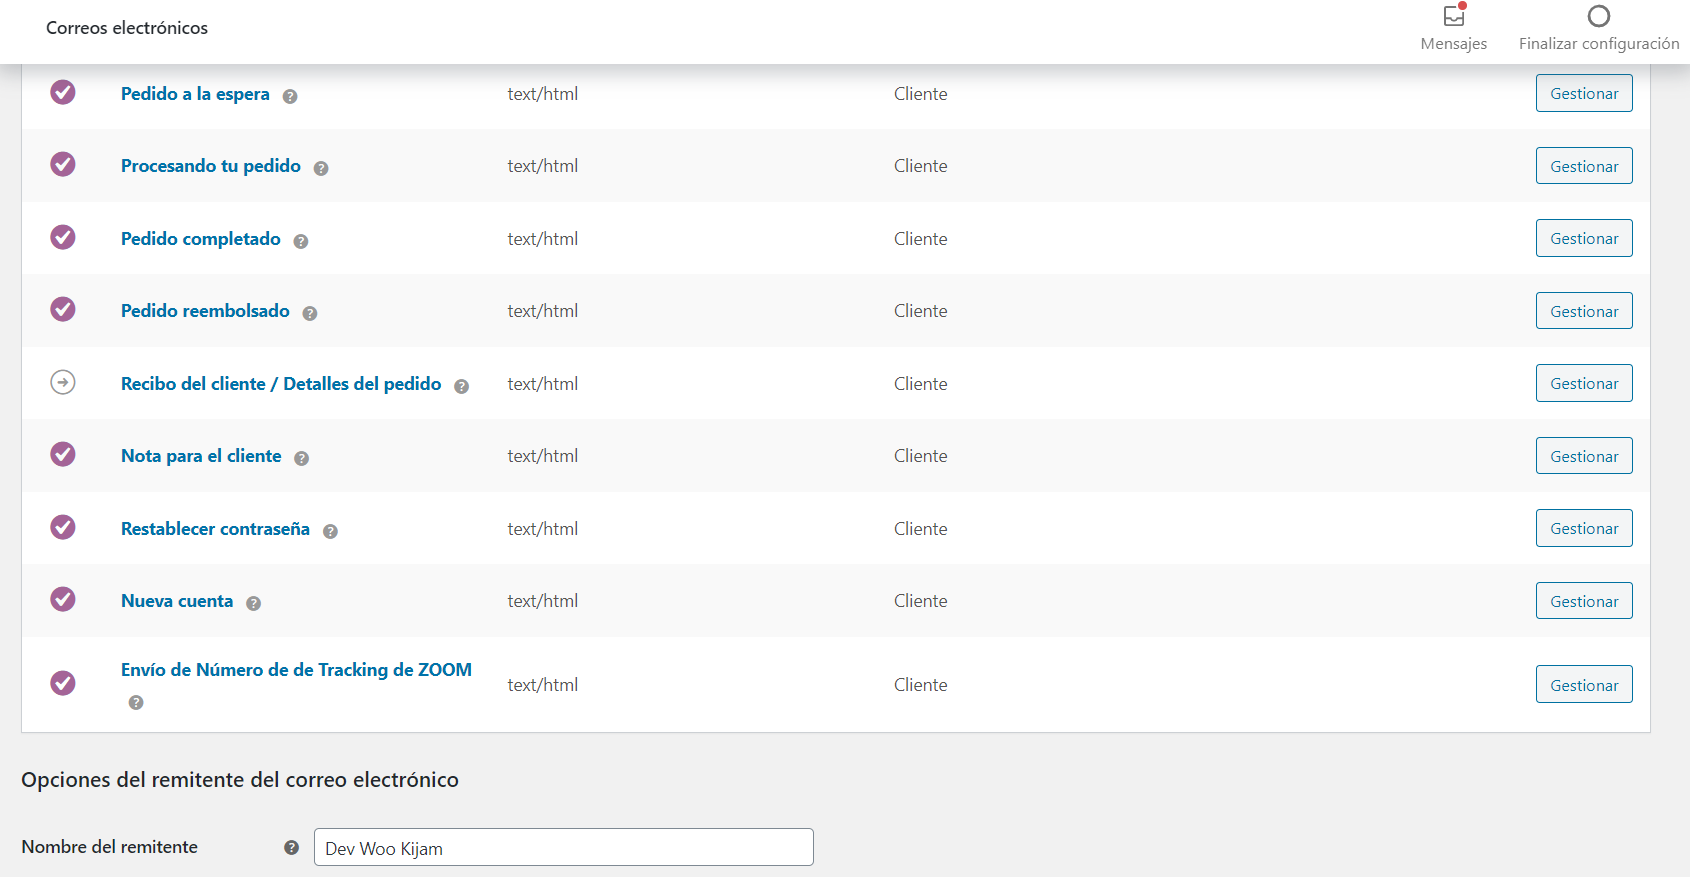 Correos electrónicos
Mensajes
Finalizar configuración
Pedido a la espera ? text/html Cliente Gestionar
Procesando tu pedido ? text/html Cliente Gestionar
Pedido completado ? text/html Cliente Gestionar
Pedido reembolsado ? text/html Cliente Gestionar
Recibo del cliente / Detalles del pedido ? text/html Cliente Gestionar
Nota para el cliente ? text/html Cliente Gestionar
Restablecer contraseña ? text/html Cliente Gestionar
Nueva cuenta ? text/html Cliente Gestionar
Envío de Número de de Tracking de ZOOM
? text/html Cliente Gestionar
Opciones del remitente del correo electrónico
Nombre del remitente ? Dev Woo Kijam